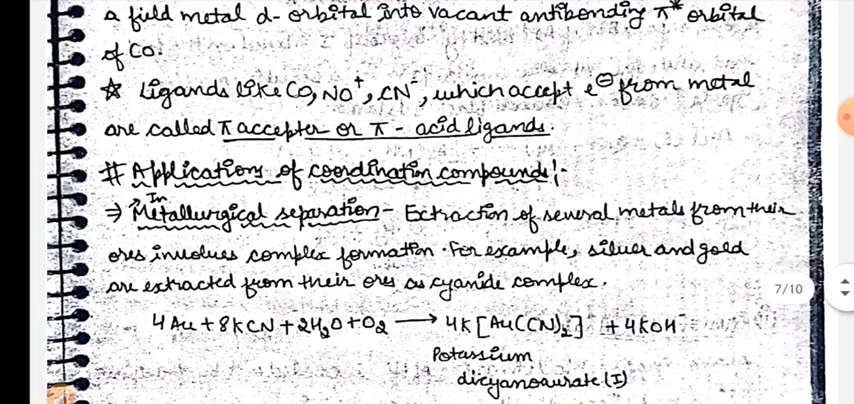 a filled metal d-orbital into vacant antibonding π* orbital
of CO.
☆ Ligands like CO, NO⁺, CN⁻, which accept e⊖ from metal
are called π accepter or π-acid ligands.
# Applications of coordination compounds!-
⇒ In Metallurgical separation - Extraction of several metals from their
ores involves complex formation. For example, silver and gold
are extracted from their ores as cyanide complex.
4Au + 8KCN + 2H₂O + O₂ ⟶ 4K[Au(CN)₂] + 4KOH
Potassium
dicyanoaurate (I)
7/10